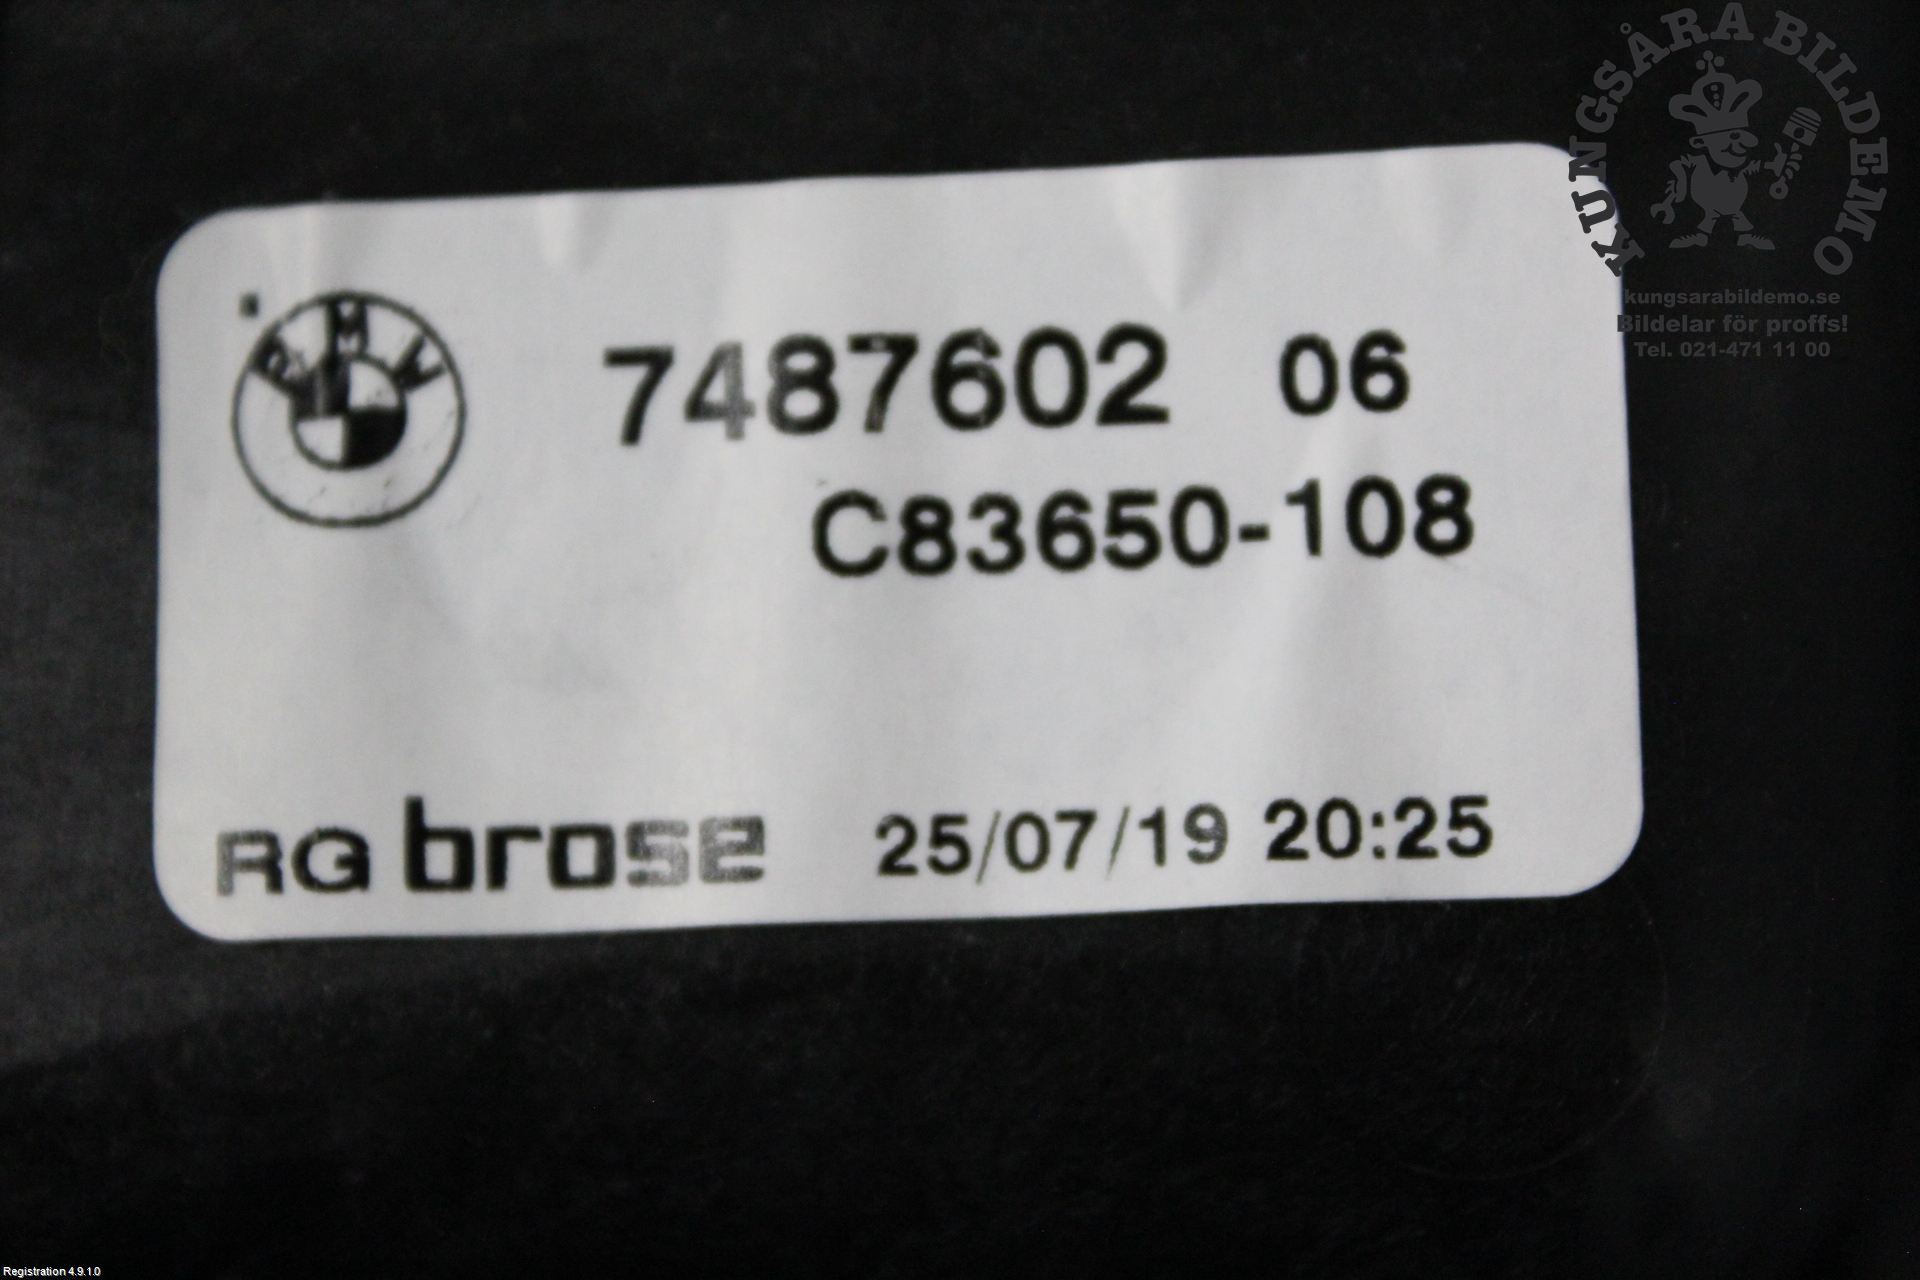 KUNGSÅRA BILDEMO
kungsarabildemo.se
Bildelar för proffs!
Tel. 021-471 11 00
BMW
7487602 06
C83650-108
RG brose 25/07/19 20:25
Registration 4.9.1.0